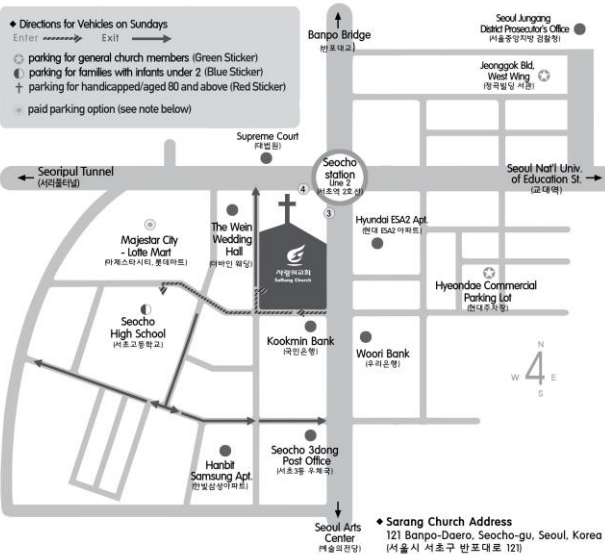 ◆ Directions for Vehicles on Sundays
Enter Exit
parking for general church members (Green Sticker)
parking for families with infants under 2 (Blue Sticker)
parking for handicapped/aged 80 and above (Red Sticker)
paid parking option (see note below)
Banpo Bridge
(반포대교)
Seoul Jungang
District Prosecutor's Office
(서울중앙지방 검찰청)
Jeonggok Bld,
West Wing
(정곡빌딩 서관)
Supreme Court
(대법원)
Seoripul Tunnel
(서리풀터널)
Seocho
station
Line 2
(서초역 2호선)
④
③
Seoul Nat'l Univ.
of Education St.
(교대역)
The Wein
Wedding
Hall
(더바인 웨딩)
Majestar City
- Lotte Mart
(마제스타시티, 롯데마트)
사랑의교회
SaRang Church
Hyundai ESA2 Apt.
(현대 ESA2 아파트)
Hyeondae Commercial
Parking Lot
(현대주차장)
Seocho
High School
(서초고등학교)
Kookmin Bank
(국민은행)
Woori Bank
(우리은행)
N
W E
S
Hanbit
Samsung Apt.
(한빛삼성아파트)
Seocho 3dong
Post Office
(서초3동 우체국)
Seoul Arts
Center
(예술의전당)
◆ Sarang Church Address
121 Banpo-Daero, Seocho-gu, Seoul, Korea
(서울시 서초구 반포대로 121)